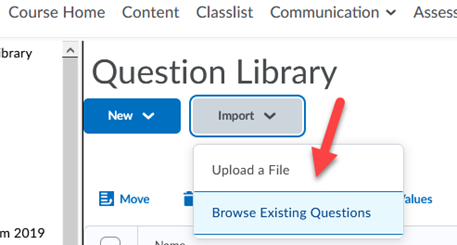 Course Home Content Classlist Communication Assess
ibrary
Question Library
New Import
Upload a File
Move alues
Browse Existing Questions
m 2019
Name